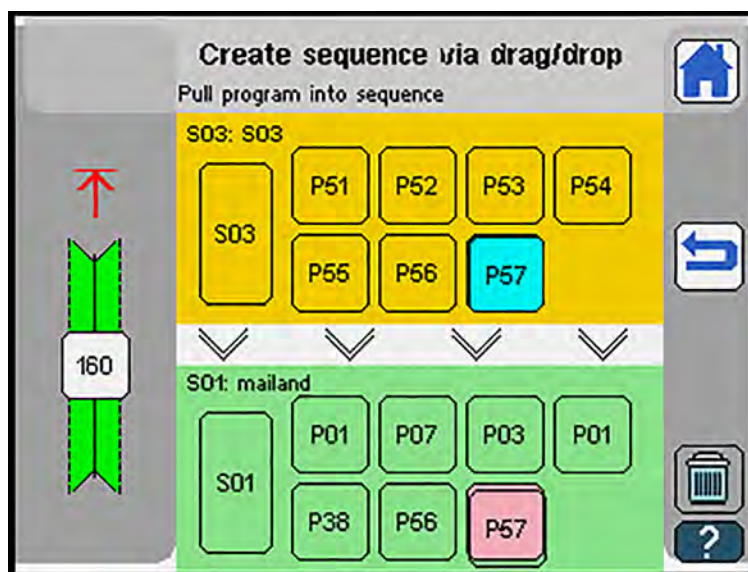 Create sequence via drag/drop
Pull program into sequence
S03: S03
S03
P51 P52 P53 P54
P55 P56 P57
160
S01: mailand
S01
P01 P07 P03 P01
P38 P56 P57
?